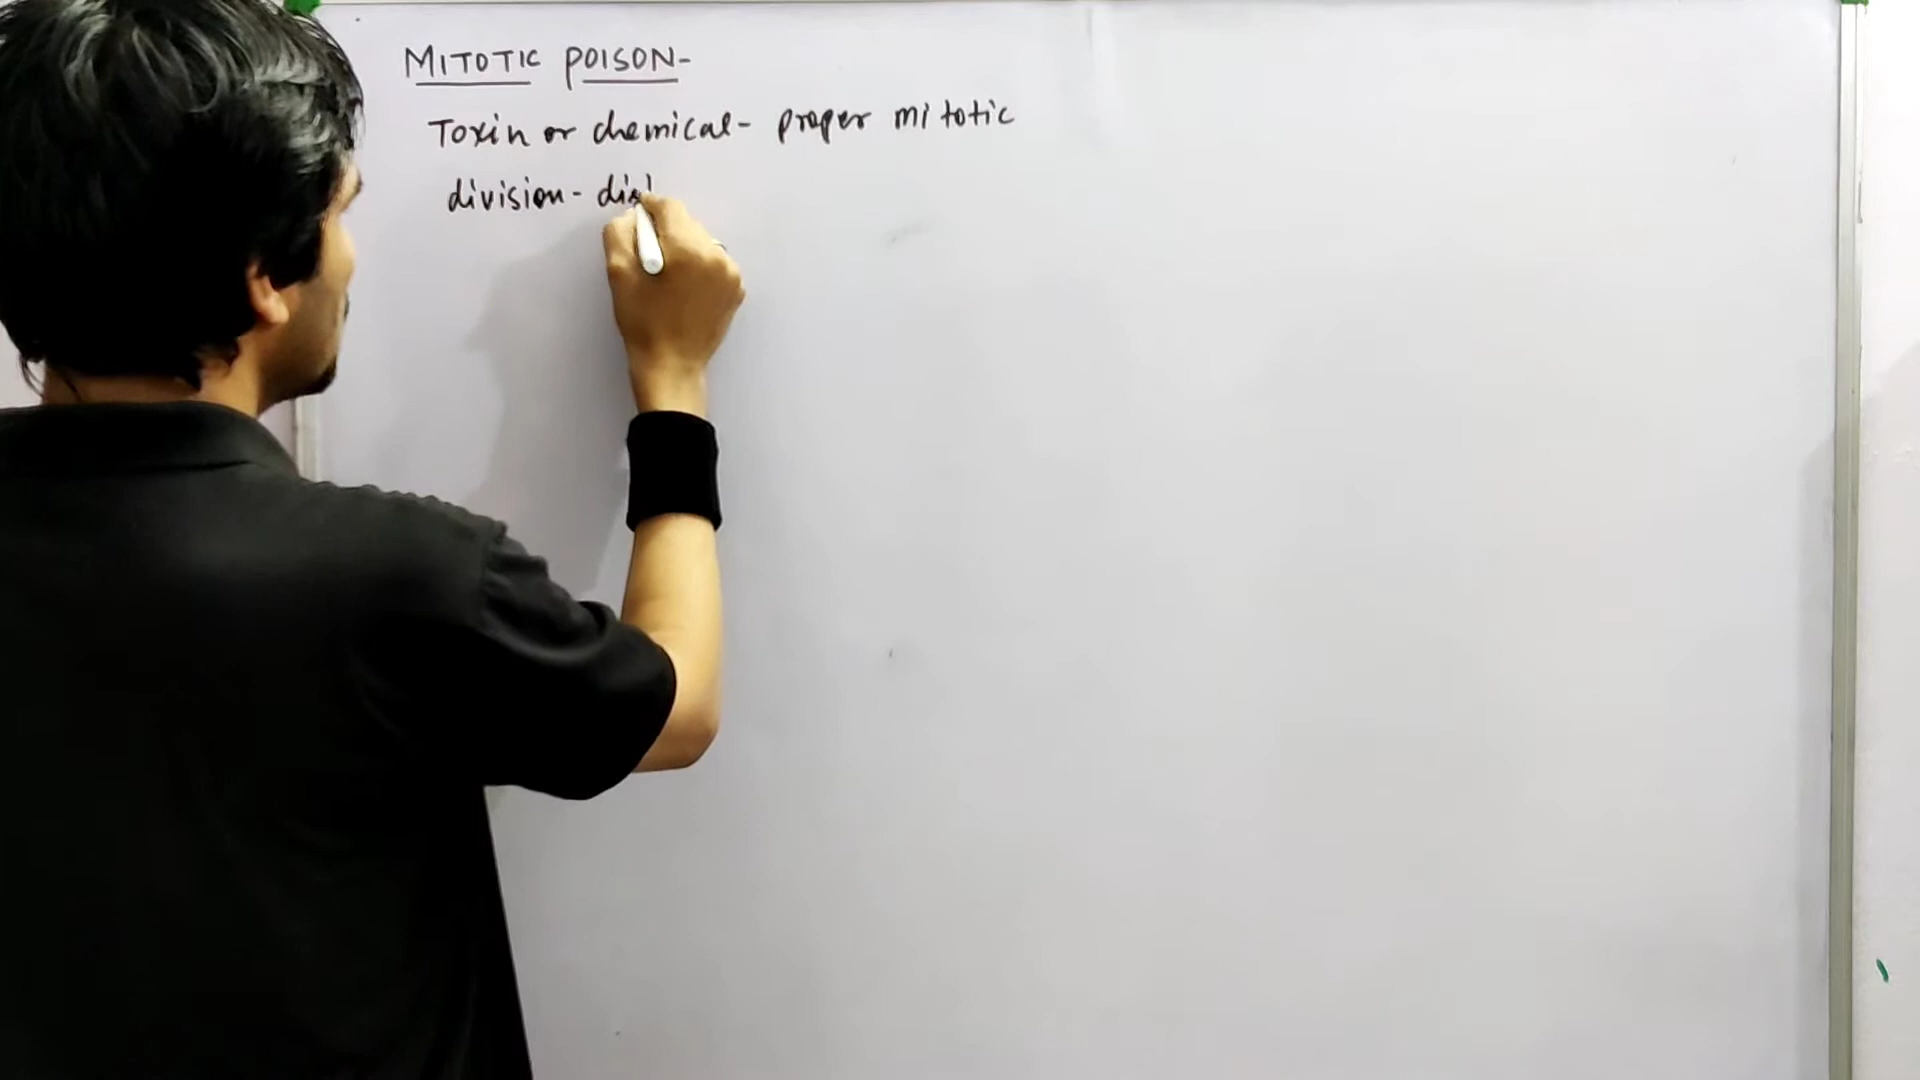 MITOTIC POISON-
Toxin or chemical- proper mitotic
division-